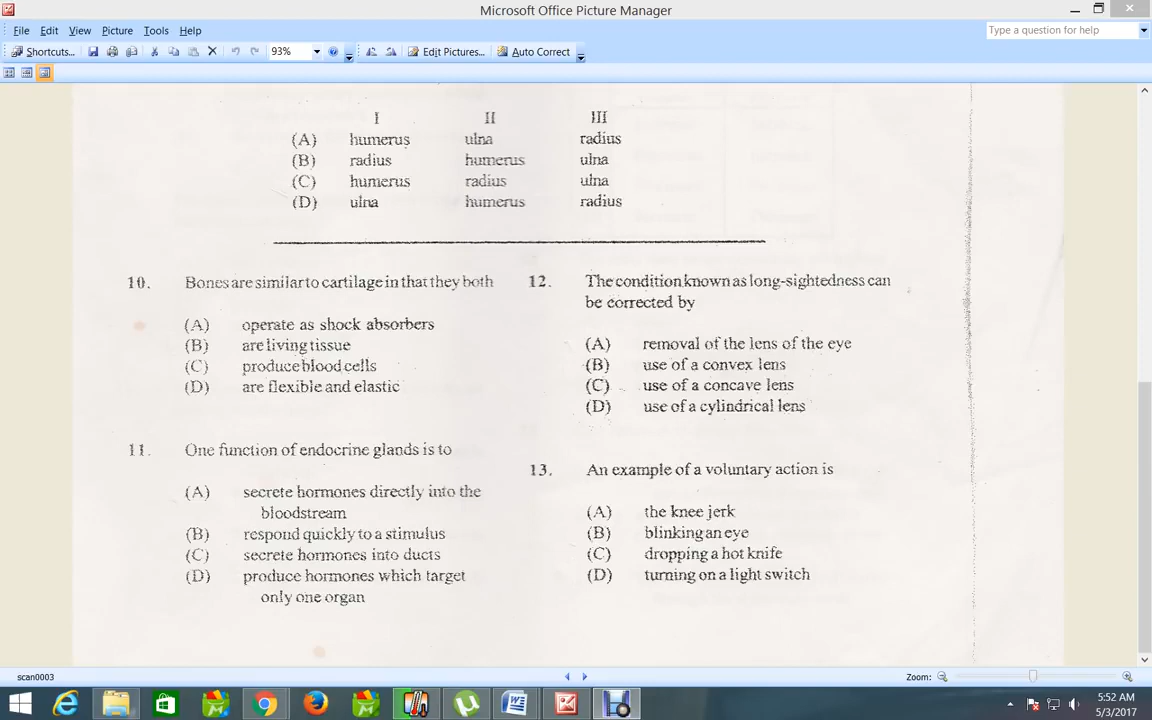 Microsoft Office Picture Manager
File Edit View Picture Tools Help
Type a question for help
Shortcuts... 93% Edit Pictures... Auto Correct
I II III
(A) humerus ulna radius
(B) radius humerus ulna
(C) humerus radius ulna
(D) ulna humerus radius
10. Bones are similar to cartilage in that they both
(A) operate as shock absorbers
(B) are living tissue
(C) produce blood cells
(D) are flexible and elastic
11. One function of endocrine glands is to
(A) secrete hormones directly into the
bloodstream
(B) respond quickly to a stimulus
(C) secrete hormones into ducts
(D) produce hormones which target
only one organ
12. The condition known as long-sightedness can
be corrected by
(A) removal of the lens of the eye
(B) use of a convex lens
(C) use of a concave lens
(D) use of a cylindrical lens
13. An example of a voluntary action is
(A) the knee jerk
(B) blinking an eye
(C) dropping a hot knife
(D) turning on a light switch
scan0003
Zoom:
5:52 AM
5/3/2017